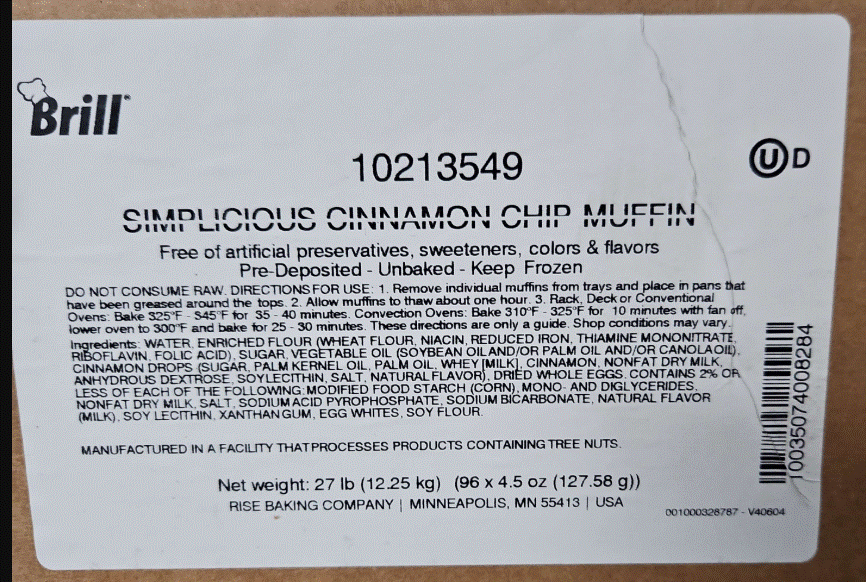 Brill
10213549
U D
SIMPLICIOUS CINNAMON CHIP MUFFIN
Free of artificial preservatives, sweeteners, colors & flavors
Pre-Deposited - Unbaked - Keep Frozen
DO NOT CONSUME RAW. DIRECTIONS FOR USE: 1. Remove individual muffins from trays and place in pans that
have been greased around the tops. 2. Allow muffins to thaw about one hour. 3. Rack, Deck or Conventional
Ovens: Bake 325°F - 345°F for 35 - 40 minutes. Convection Ovens: Bake 310°F - 325°F for 10 minutes with fan off,
lower oven to 300°F and bake for 25 - 30 minutes. These directions are only a guide. Shop conditions may vary.
Ingredients: WATER, ENRICHED FLOUR (WHEAT FLOUR, NIACIN, REDUCED IRON, THIAMINE MONONITRATE,
RIBOFLAVIN, FOLIC ACID), SUGAR, VEGETABLE OIL (SOYBEAN OIL AND/OR PALM OIL AND/OR CANOLA OIL),
CINNAMON DROPS (SUGAR, PALM KERNEL OIL, PALM OIL, WHEY [MILK], CINNAMON, NONFAT DRY MILK,
ANHYDROUS DEXTROSE, SOY LECITHIN, SALT, NATURAL FLAVOR), DRIED WHOLE EGGS. CONTAINS 2% OR
LESS OF EACH OF THE FOLLOWING: MODIFIED FOOD STARCH (CORN), MONO- AND DIGLYCERIDES,
NONFAT DRY MILK, SALT, SODIUM ACID PYROPHOSPHATE, SODIUM BICARBONATE, NATURAL FLAVOR
(MILK), SOY LECITHIN, XANTHAN GUM, EGG WHITES, SOY FLOUR.
MANUFACTURED IN A FACILITY THAT PROCESSES PRODUCTS CONTAINING TREE NUTS.
Net weight: 27 lb (12.25 kg) (96 x 4.5 oz (127.58 g))
RISE BAKING COMPANY | MINNEAPOLIS, MN 55413 | USA
10035074008284
001000328787 - V40604